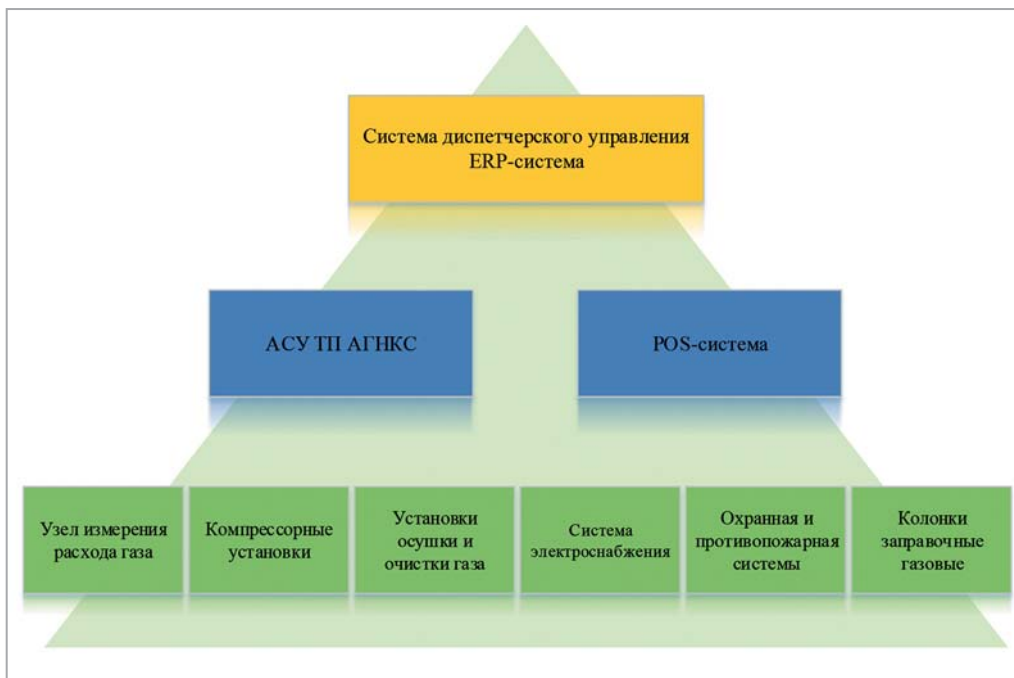 Система диспетчерского управления
ERP-система
АСУ ТП АГНКС
POS-система
Узел измерения
расхода газа
Компрессорные
установки
Установки
осушки и
очистки газа
Система
электроснабжения
Охранная и
противопожарная
системы
Колонки
заправочные
газовые